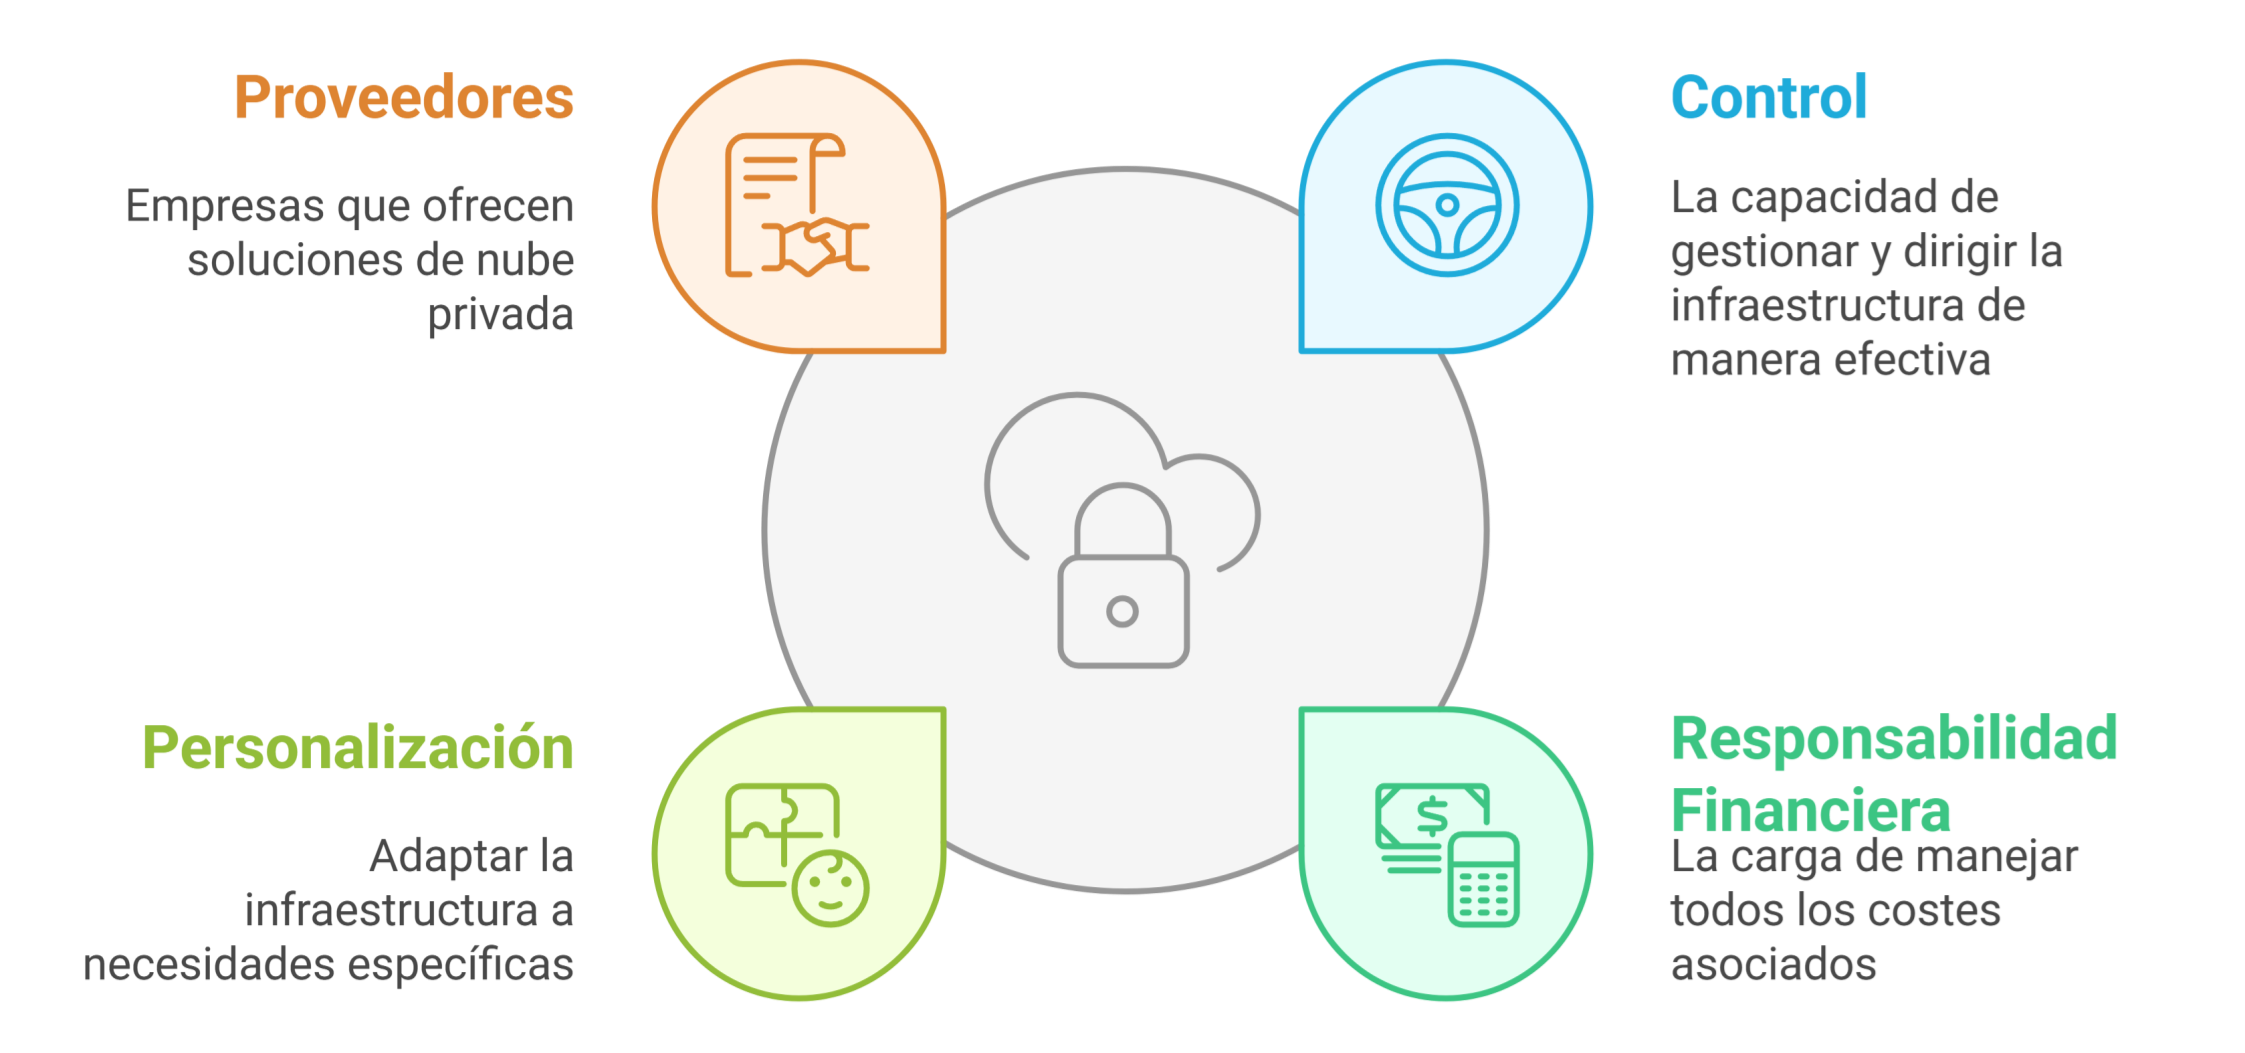 Proveedores
Empresas que ofrecen
soluciones de nube
privada
Control
La capacidad de
gestionar y dirigir la
infraestructura de
manera efectiva
Personalización
Adaptar la
infraestructura a
necesidades específicas
Responsabilidad
Financiera
La carga de manejar
todos los costes
asociados
$